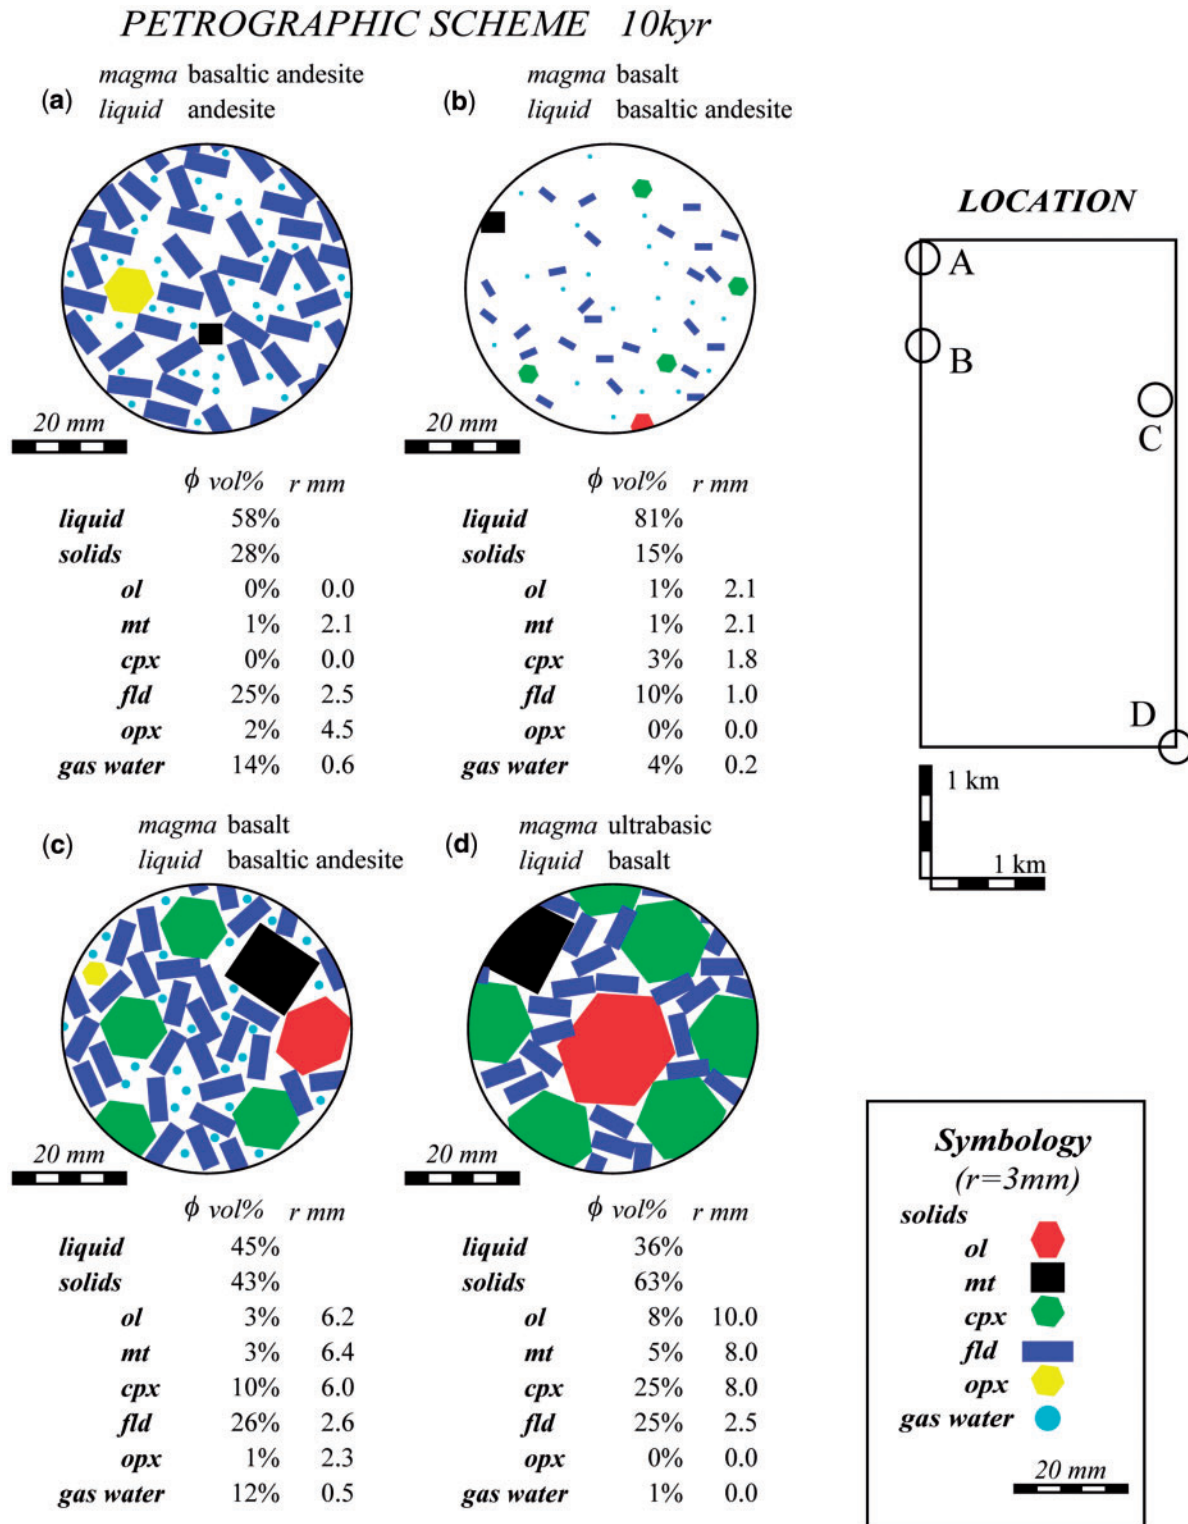 PETROGRAPHIC SCHEME 10kyr
(a)
magma basaltic andesite
liquid andesite
20 mm
ϕ vol% r mm
liquid 58%
solids 28%
ol 0% 0.0
mt 1% 2.1
cpx 0% 0.0
fld 25% 2.5
opx 2% 4.5
gas water 14% 0.6
(b)
magma basalt
liquid basaltic andesite
20 mm
ϕ vol% r mm
liquid 81%
solids 15%
ol 1% 2.1
mt 1% 2.1
cpx 3% 1.8
fld 10% 1.0
opx 0% 0.0
gas water 4% 0.2
LOCATION
A
B
C
D
1 km
1 km
(c)
magma basalt
liquid basaltic andesite
20 mm
ϕ vol% r mm
liquid 45%
solids 43%
ol 3% 6.2
mt 3% 6.4
cpx 10% 6.0
fld 26% 2.6
opx 1% 2.3
gas water 12% 0.5
(d)
magma ultrabasic
liquid basalt
20 mm
ϕ vol% r mm
liquid 36%
solids 63%
ol 8% 10.0
mt 5% 8.0
cpx 25% 8.0
fld 25% 2.5
opx 0% 0.0
gas water 1% 0.0
Symbology
(r=3mm)
solids
ol
mt
cpx
fld
opx
gas water
20 mm